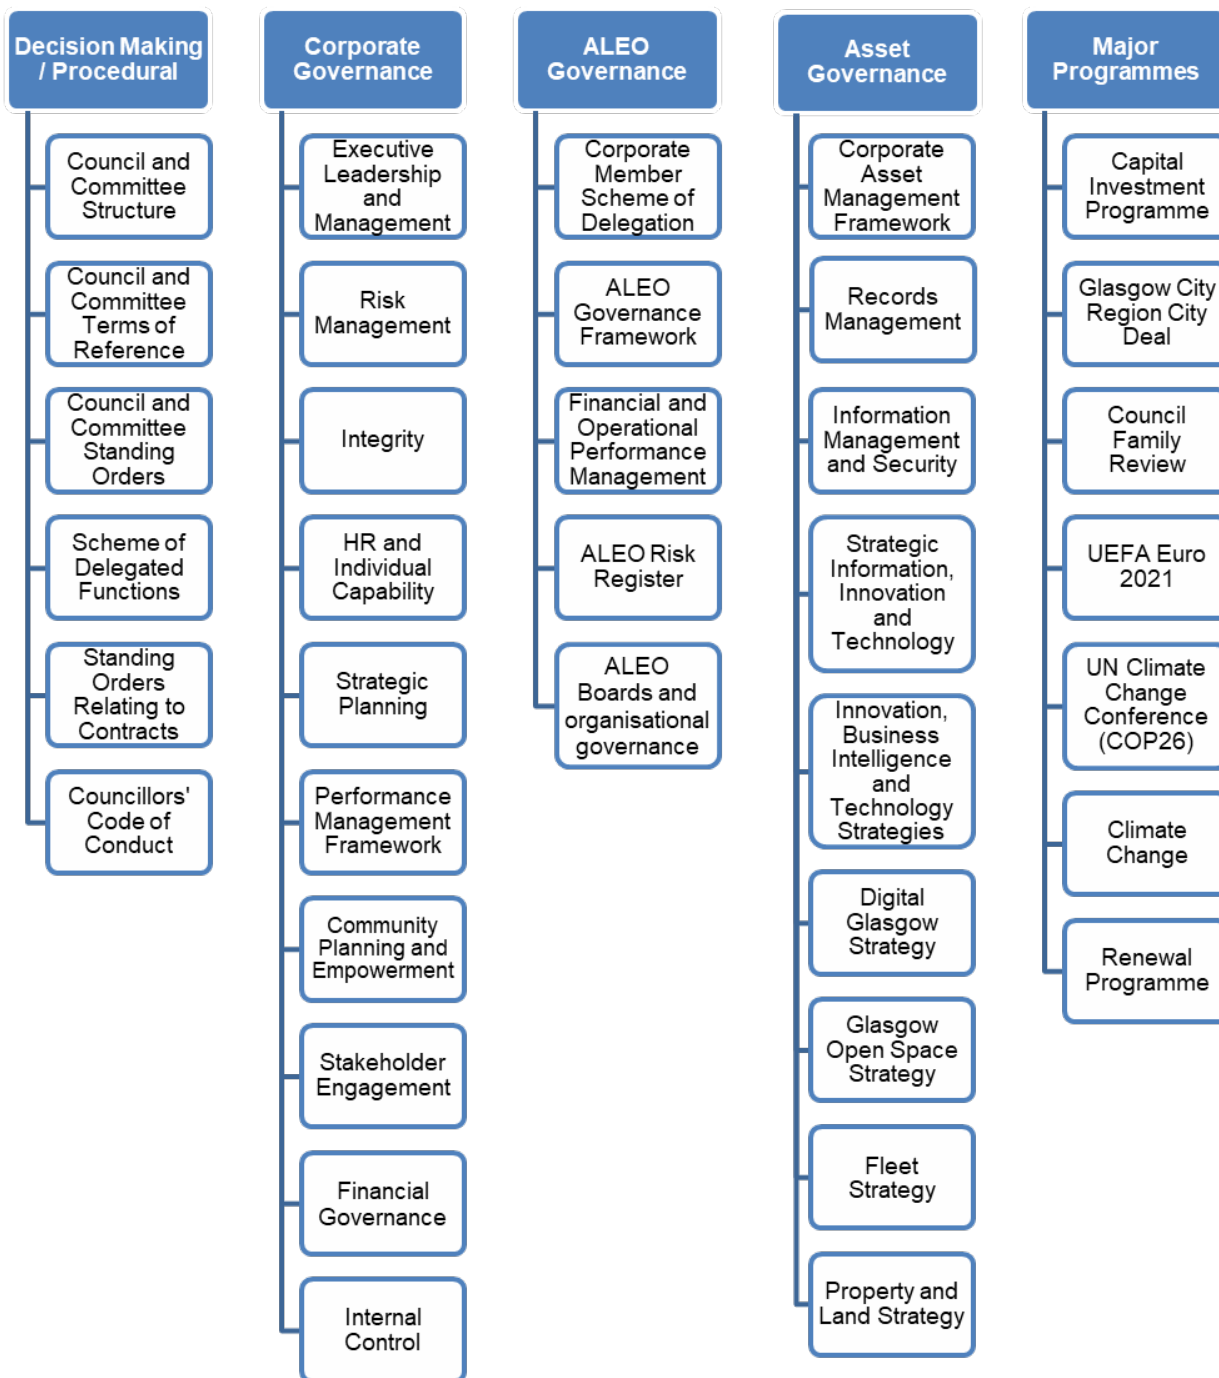 Decision Making
/ Procedural
Council and
Committee
Structure
Council and
Committee
Terms of
Reference
Council and
Committee
Standing
Orders
Scheme of
Delegated
Functions
Standing
Orders
Relating to
Contracts
Councillors'
Code of
Conduct
Corporate
Governance
Executive
Leadership
and
Management
Risk
Management
Integrity
HR and
Individual
Capability
Strategic
Planning
Performance
Management
Framework
Community
Planning and
Empowerment
Stakeholder
Engagement
Financial
Governance
Internal
Control
ALEO
Governance
Corporate
Member
Scheme of
Delegation
ALEO
Governance
Framework
Financial and
Operational
Performance
Management
ALEO Risk
Register
ALEO
Boards and
organisational
governance
Asset
Governance
Corporate
Asset
Management
Framework
Records
Management
Information
Management
and Security
Strategic
Information,
Innovation
and
Technology
Innovation,
Business
Intelligence
and
Technology
Strategies
Digital
Glasgow
Strategy
Glasgow
Open Space
Strategy
Fleet
Strategy
Property and
Land Strategy
Major
Programmes
Capital
Investment
Programme
Glasgow City
Region City
Deal
Council
Family
Review
UEFA Euro
2021
UN Climate
Change
Conference
(COP26)
Climate
Change
Renewal
Programme